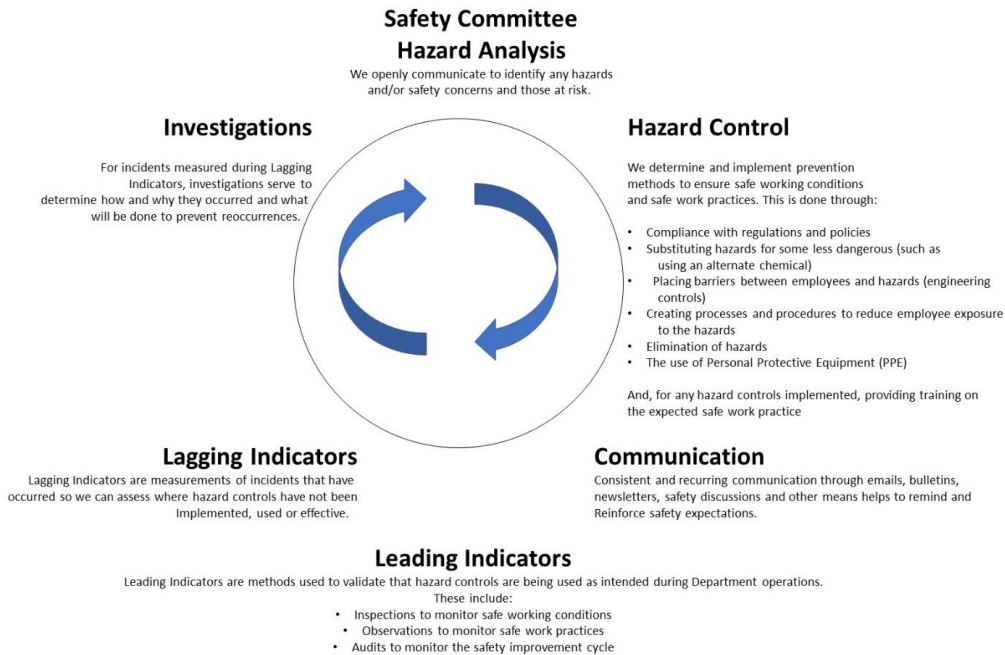 Safety Committee
Hazard Analysis
We openly communicate to identify any hazards
and/or safety concerns and those at risk.
Investigations
For incidents measured during Lagging
Indicators, investigations serve to
determine how and why they occurred and what
will be done to prevent reoccurrences.
Hazard Control
We determine and implement prevention
methods to ensure safe working conditions
and safe work practices. This is done through:
• Compliance with regulations and policies
• Substituting hazards for some less dangerous (such as
using an alternate chemical)
• Placing barriers between employees and hazards (engineering
controls)
• Creating processes and procedures to reduce employee exposure
to the hazards
• Elimination of hazards
• The use of Personal Protective Equipment (PPE)
And, for any hazard controls implemented, providing training on
the expected safe work practice
Lagging Indicators
Lagging Indicators are measurements of incidents that have
occurred so we can assess where hazard controls have not been
Implemented, used or effective.
Communication
Consistent and recurring communication through emails, bulletins,
newsletters, safety discussions and other means helps to remind and
Reinforce safety expectations.
Leading Indicators
Leading Indicators are methods used to validate that hazard controls are being used as intended during Department operations.
These include:
• Inspections to monitor safe working conditions
• Observations to monitor safe work practices
• Audits to monitor the safety improvement cycle